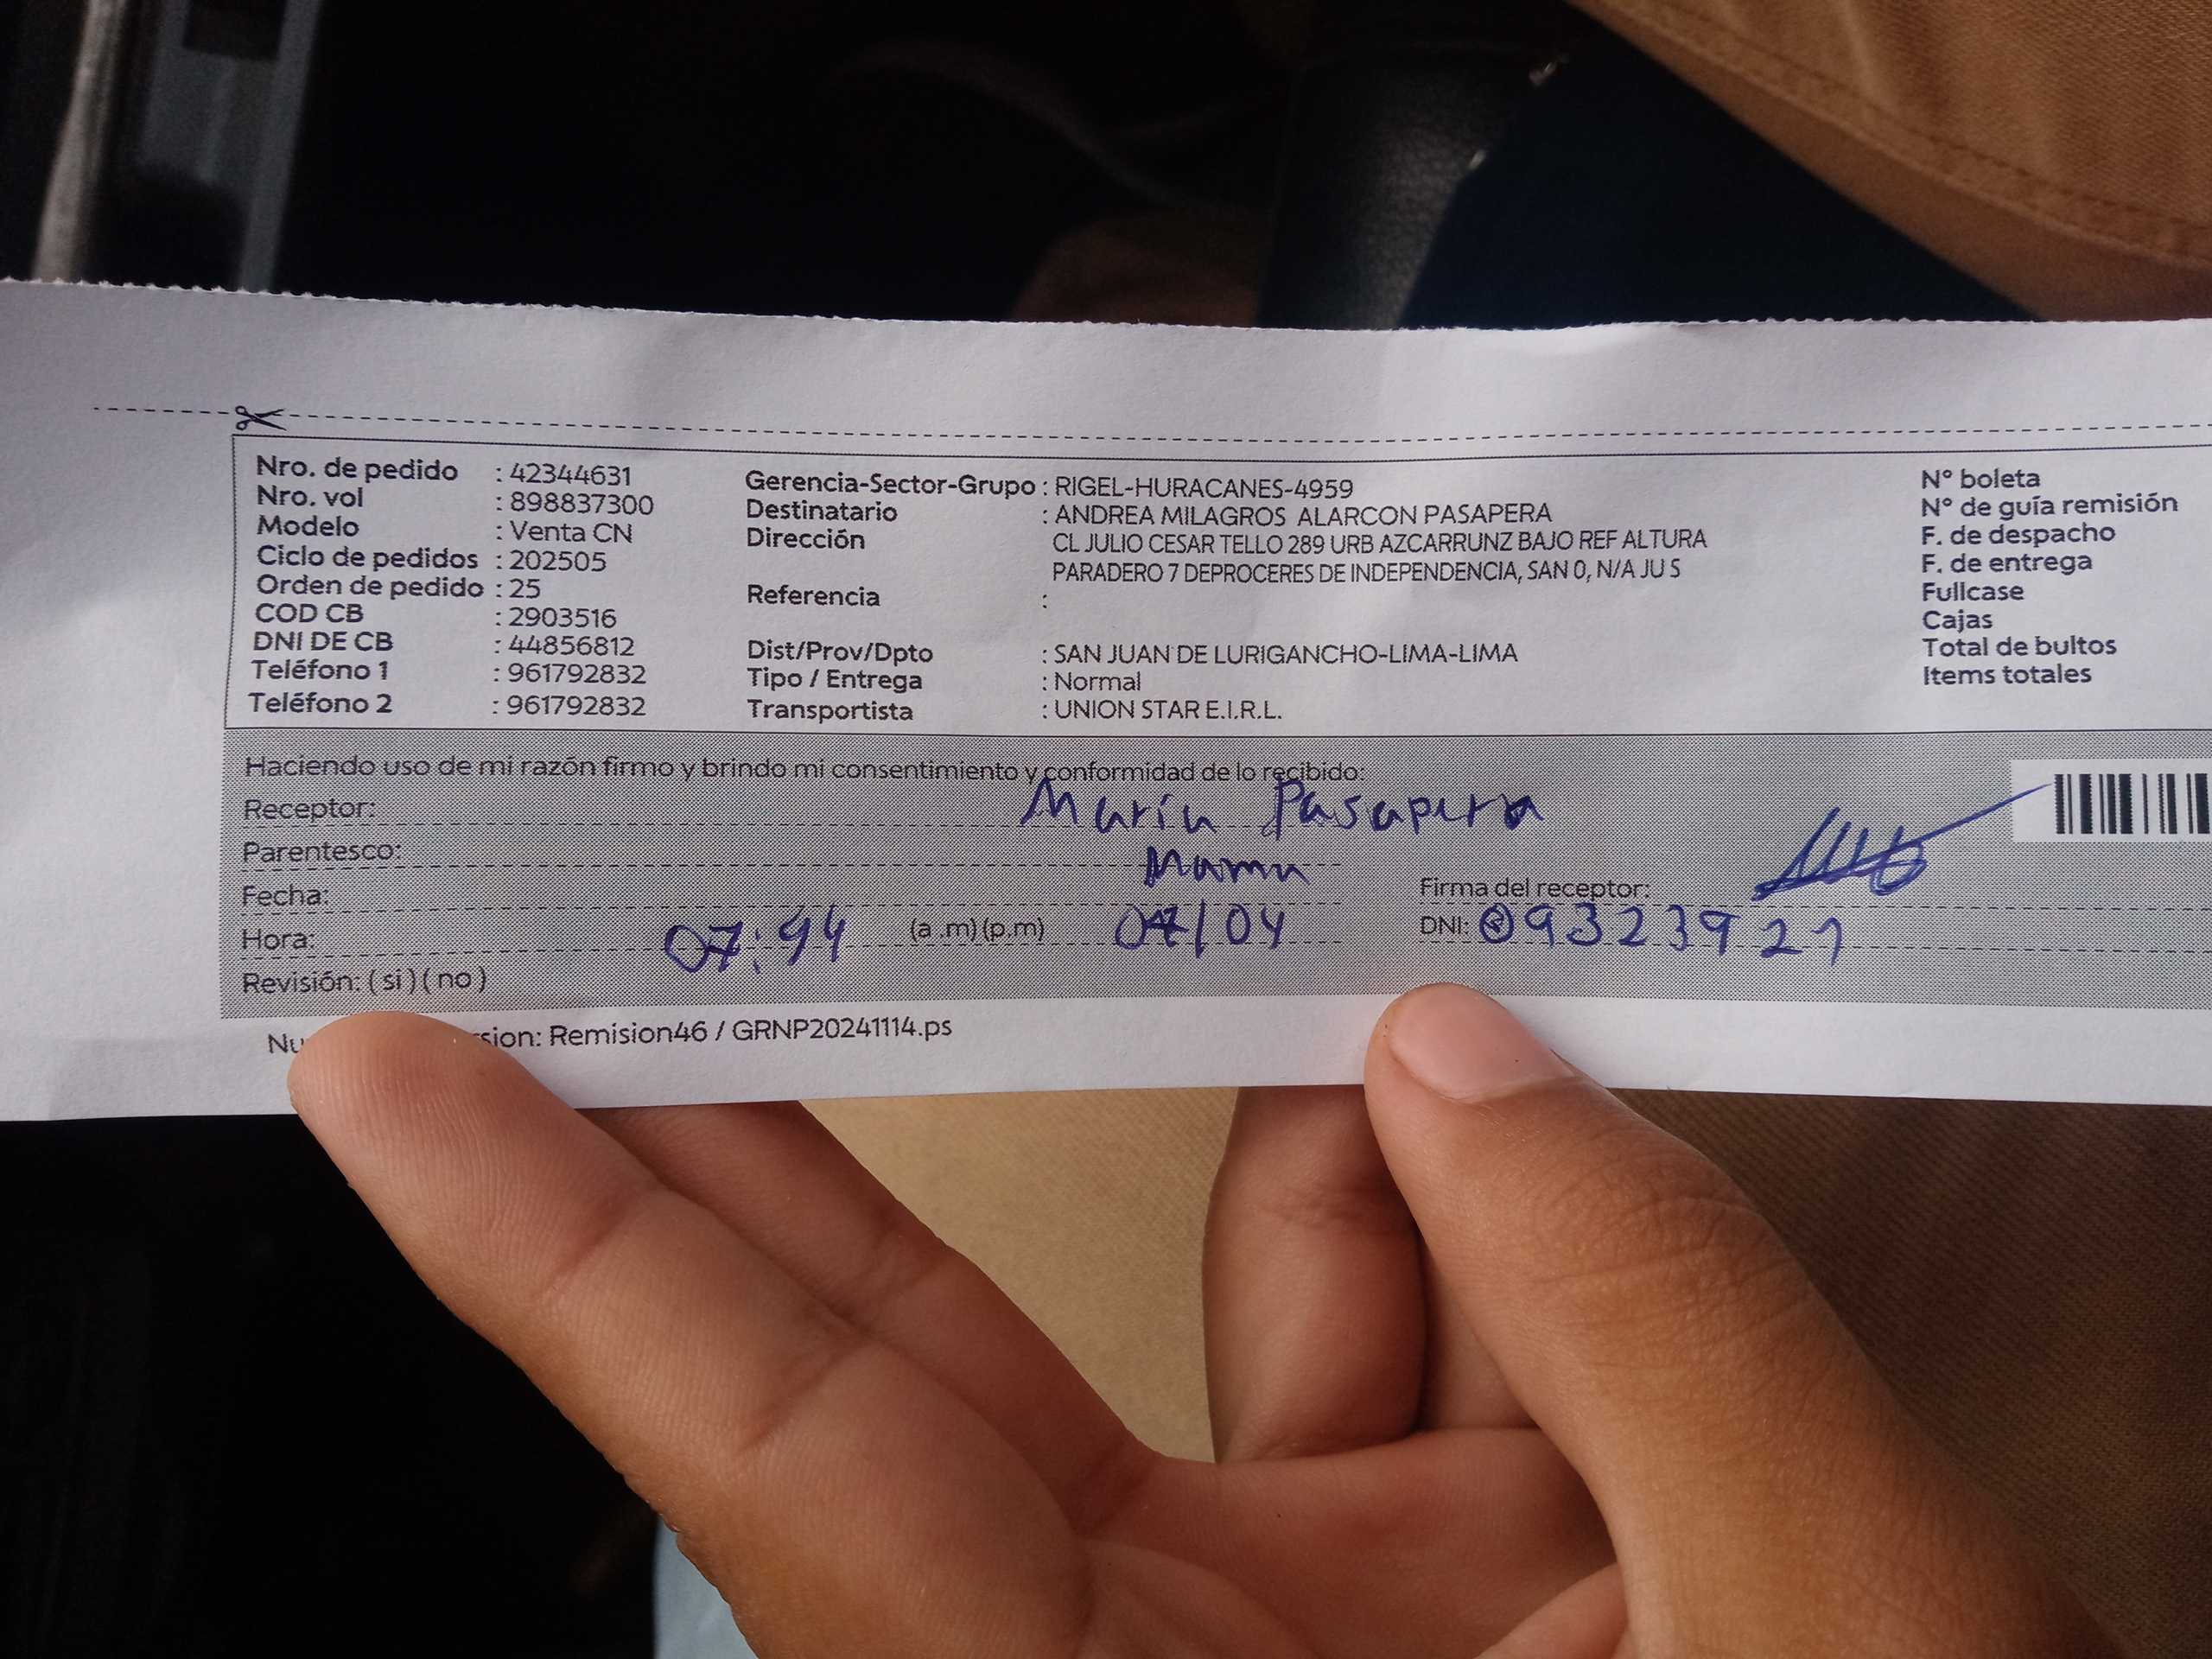 Nro. de pedido : 42344631
Nro. vol : 898837300
Modelo : Venta CN
Ciclo de pedidos : 202505
Orden de pedido : 25
COD CB : 2903516
DNI DE CB : 44856812
Teléfono 1 : 961792832
Teléfono 2 : 961792832
Gerencia-Sector-Grupo : RIGEL-HURACANES-4959
Destinatario : ANDREA MILAGROS ALARCON PASAPERA
Dirección CL JULIO CESAR TELLO 289 URB AZCARRUNZ BAJO REF ALTURA
PARADERO 7 DEPROCERES DE INDEPENDENCIA, SAN 0, N/A JU S
Referencia :
Dist/Prov/Dpto : SAN JUAN DE LURIGANCHO-LIMA-LIMA
Tipo / Entrega : Normal
Transportista : UNION STAR E.I.R.L.
N° boleta
N° de guía remisión
F. de despacho
F. de entrega
Fullcase
Cajas
Total de bultos
Items totales
Haciendo uso de mi razón firmo y brindo mi consentimiento y conformidad de lo recibido:
Receptor: María Pasapera
Parentesco: Mama
Fecha: Firma del receptor:
Hora: 07:94 (a .m) (p.m) 04/04 DNI: 09323921
Revisión: ( si ) ( no )
sion: Remision46 / GRNP20241114.ps